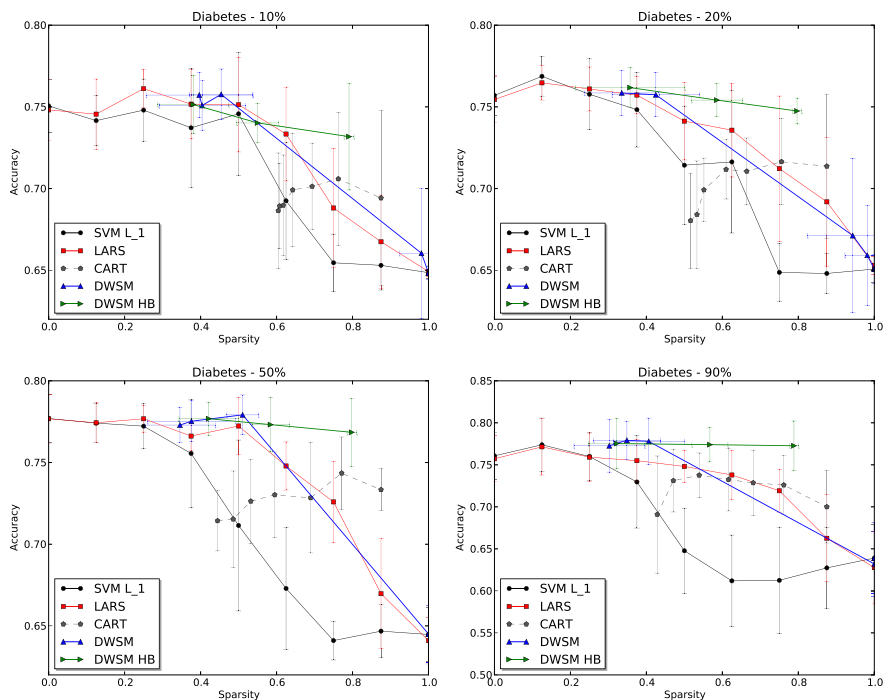 Diabetes - 10%
0.80
0.75
0.70
0.65
Accuracy
0.0 0.2 0.4 0.6 0.8 1.0
Sparsity
SVM L_1
LARS
CART
DWSM
DWSM HB
Diabetes - 20%
0.80
0.75
0.70
0.65
Accuracy
0.0 0.2 0.4 0.6 0.8 1.0
Sparsity
SVM L_1
LARS
CART
DWSM
DWSM HB
Diabetes - 50%
0.80
0.75
0.70
0.65
Accuracy
0.0 0.2 0.4 0.6 0.8 1.0
Sparsity
SVM L_1
LARS
CART
DWSM
DWSM HB
Diabetes - 90%
0.85
0.80
0.75
0.70
0.65
0.60
0.55
0.50
Accuracy
0.0 0.2 0.4 0.6 0.8 1.0
Sparsity
SVM L_1
LARS
CART
DWSM
DWSM HB